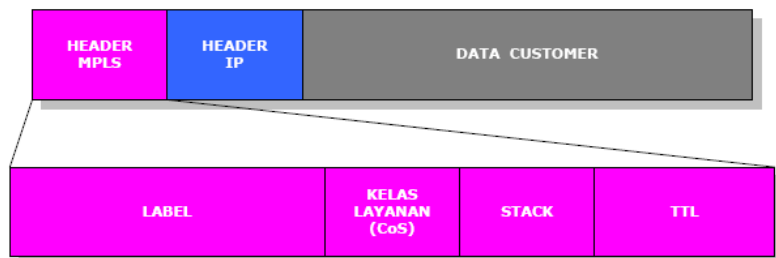 HEADER
MPLS
HEADER
IP
DATA CUSTOMER
LABEL
KELAS
LAYANAN
(CoS)
STACK
TTL